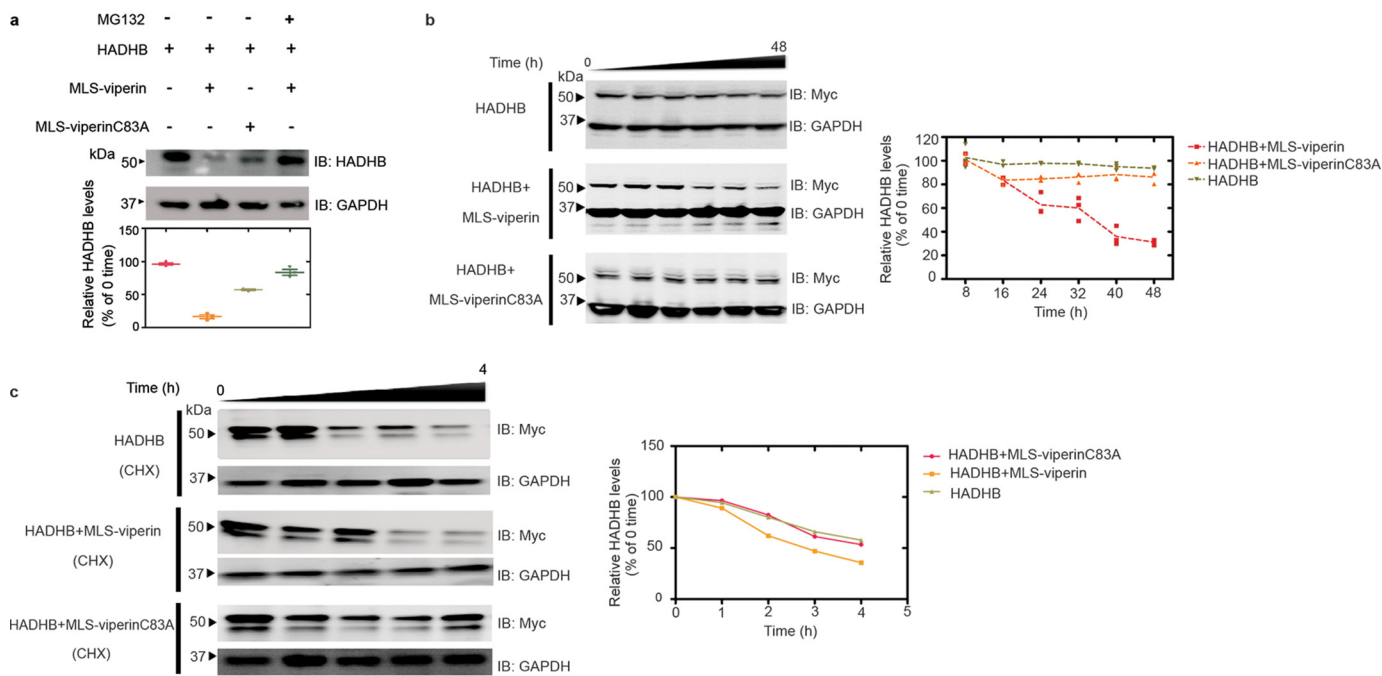 a
MG132 - - - +
HADHB + + + +
MLS-viperin - + - +
MLS-viperinC83A - - + -
kDa
50 IB: HADHB
37 IB: GAPDH
Relative HADHB levels
(% of 0 time)
150
100
50
0
b
Time (h) 0 48
kDa
HADHB
50 IB: Myc
37 IB: GAPDH
HADHB+
MLS-viperin
50 IB: Myc
37 IB: GAPDH
HADHB+
MLS-viperinC83A
50 IB: Myc
37 IB: GAPDH
Relative HADHB levels
(% of 0 time)
120
100
80
60
40
20
0
8 16 24 32 40 48
Time (h)
HADHB+MLS-viperin
HADHB+MLS-viperinC83A
HADHB
c
Time (h) 0 4
kDa
HADHB
(CHX)
50 IB: Myc
37 IB: GAPDH
HADHB+MLS-viperin
(CHX)
50 IB: Myc
37 IB: GAPDH
HADHB+MLS-viperinC83A
(CHX)
50 IB: Myc
37 IB: GAPDH
Relative HADHB levels
(% of 0 time)
150
100
50
0
0 1 2 3 4 5
Time (h)
HADHB+MLS-viperinC83A
HADHB+MLS-viperin
HADHB